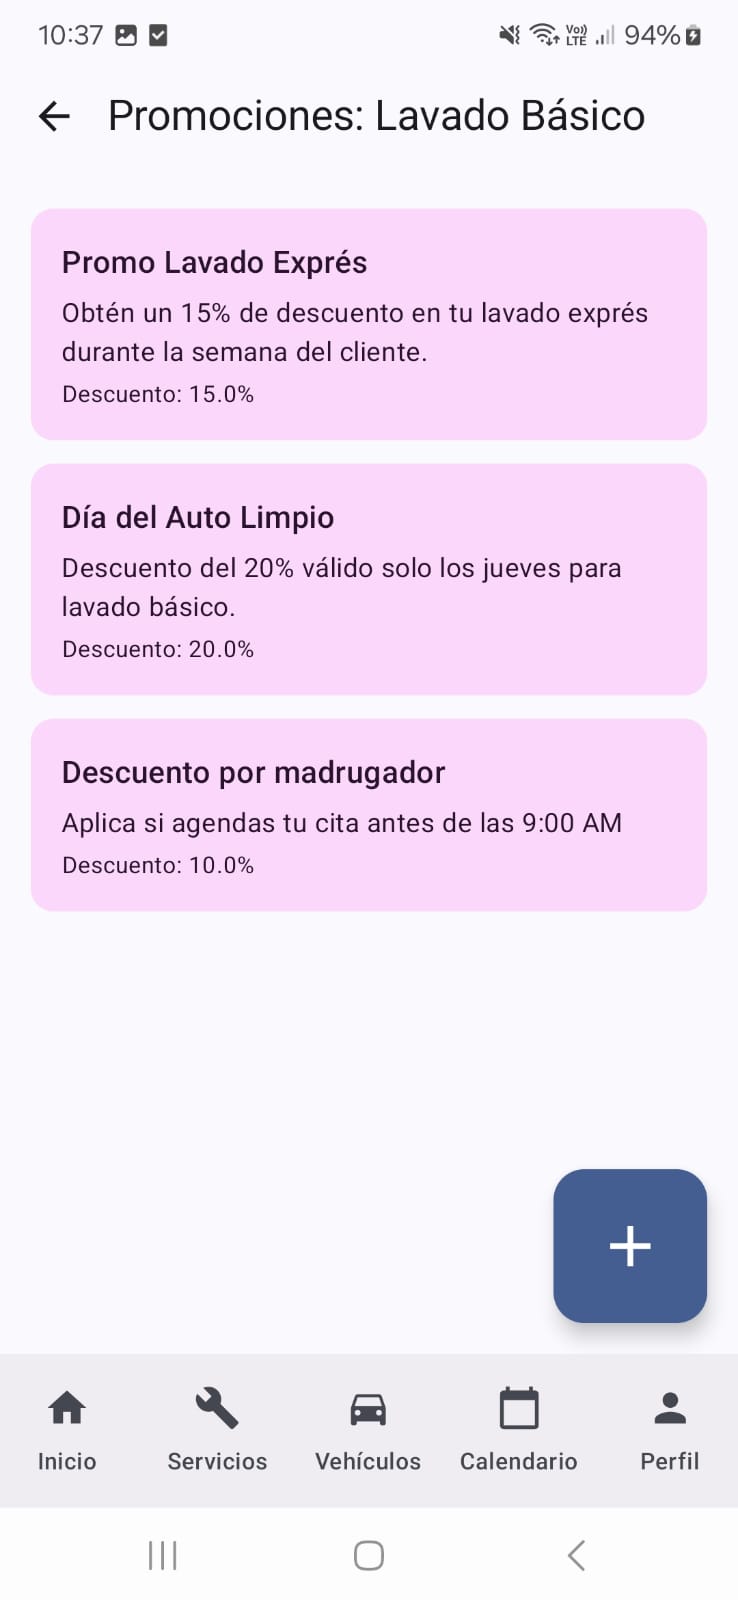 10:37
Vo))
LTE
94%
Promociones: Lavado Básico
Promo Lavado Exprés
Obtén un 15% de descuento en tu lavado exprés
durante la semana del cliente.
Descuento: 15.0%
Día del Auto Limpio
Descuento del 20% válido solo los jueves para
lavado básico.
Descuento: 20.0%
Descuento por madrugador
Aplica si agendas tu cita antes de las 9:00 AM
Descuento: 10.0%
Inicio
Servicios
Vehículos
Calendario
Perfil